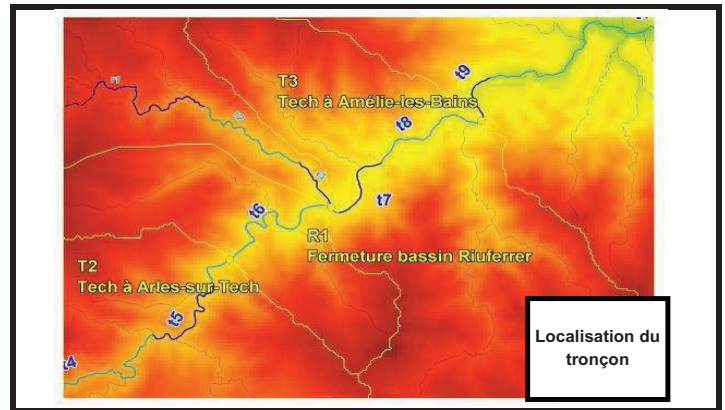 t9
T3
Tech à Amélie-les-Bains
t8
t7
t6
R1
Fermeture bassin Riuferrer
T2
Tech à Arles-sur-Tech
t5
t4
Localisation du
tronçon